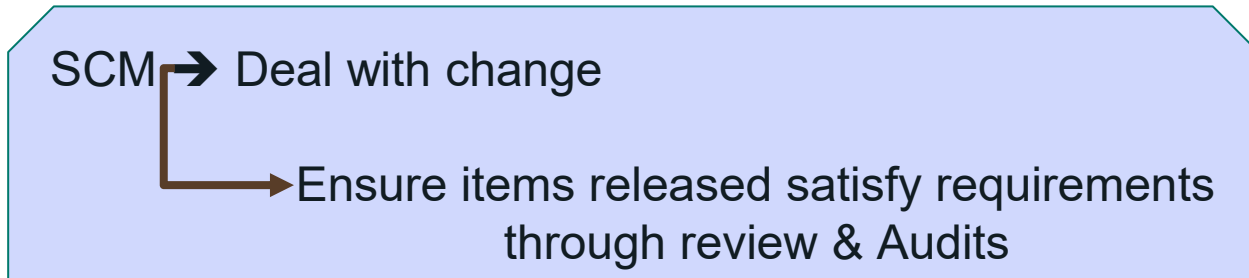 SCM ➔ Deal with change
Ensure items released satisfy requirements
through review & Audits